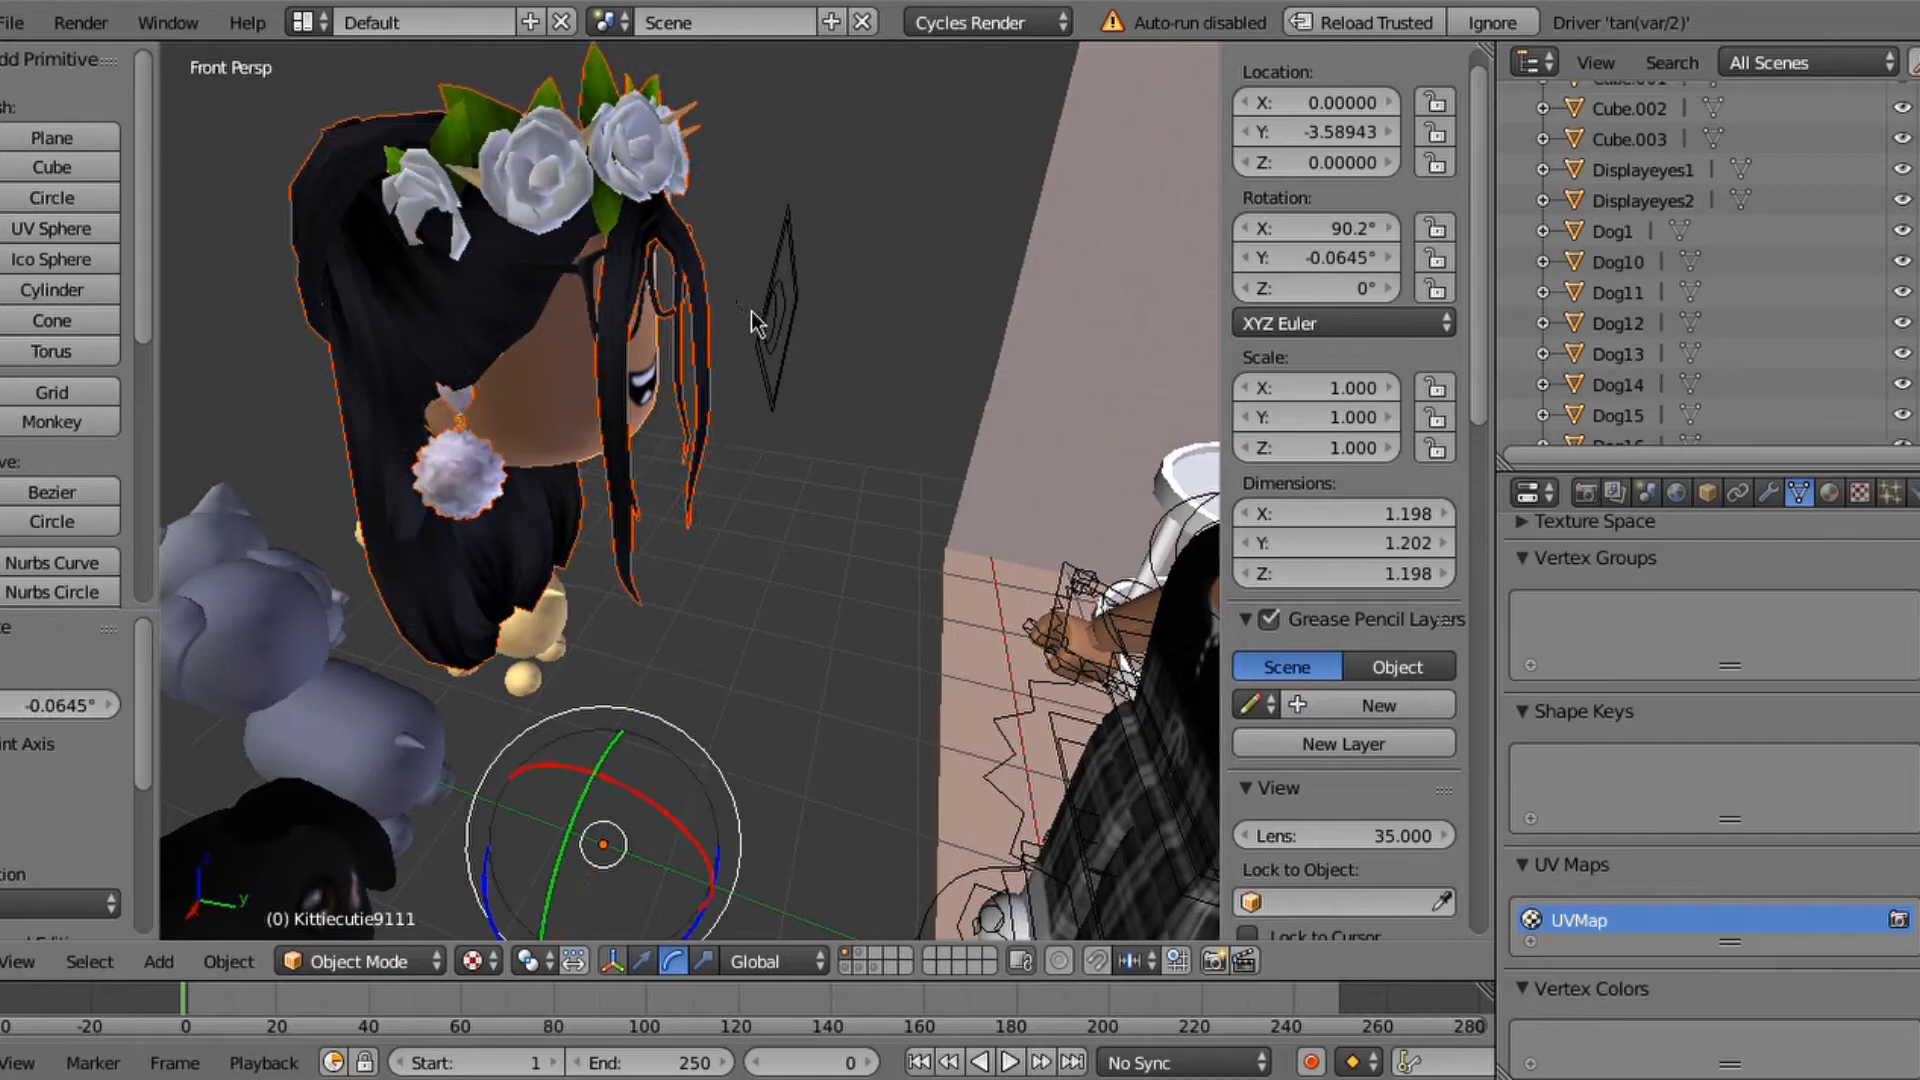 File Render Window Help Default Scene Cycles Render Auto-run disabled Reload Trusted Ignore Driver 'tan(var/2)'
dd Primitive
sh:
Plane
Cube
Circle
UV Sphere
Ico Sphere
Cylinder
Cone
Torus
Grid
Monkey
ve:
Bezier
Circle
Nurbs Curve
Nurbs Circle
te
-0.0645°
int Axis
tion
Front Persp
(0) Kittiecutie9111
y
Location:
X: 0.00000
Y: -3.58943
Z: 0.00000
Rotation:
X: 90.2°
Y: -0.0645°
Z: 0°
XYZ Euler
Scale:
X: 1.000
Y: 1.000
Z: 1.000
Dimensions:
X: 1.198
Y: 1.202
Z: 1.198
Grease Pencil Layers
Scene Object
New
New Layer
View
Lens: 35.000
Lock to Object:
Lock to Cursor
View Search All Scenes
Cube.001
Cube.002
Cube.003
Displayeyes1
Displayeyes2
Dog1
Dog10
Dog11
Dog12
Dog13
Dog14
Dog15
Dog16
Texture Space
Vertex Groups
Shape Keys
UV Maps
UVMap
Vertex Colors
View Select Add Object Object Mode Global
-20 0 20 40 60 80 100 120 140 160 180 200 220 240 260 280
View Marker Frame Playback Start: 1 End: 250 0 No Sync